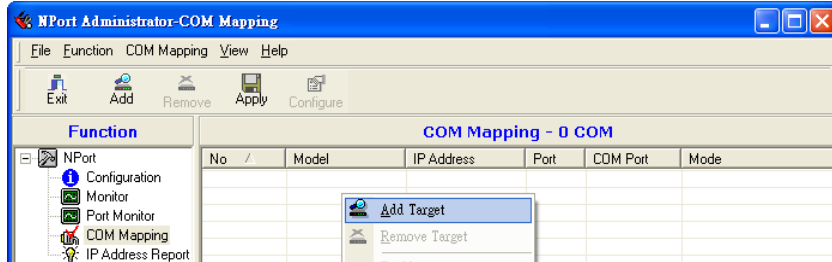 NPort Administrator-COM Mapping
File Function COM Mapping View Help
Exit Add Remove Apply Configure
Function COM Mapping - 0 COM
NPort No Model IP Address Port COM Port Mode
Configuration
Monitor Add Target
Port Monitor
COM Mapping Remove Target
IP Address Report